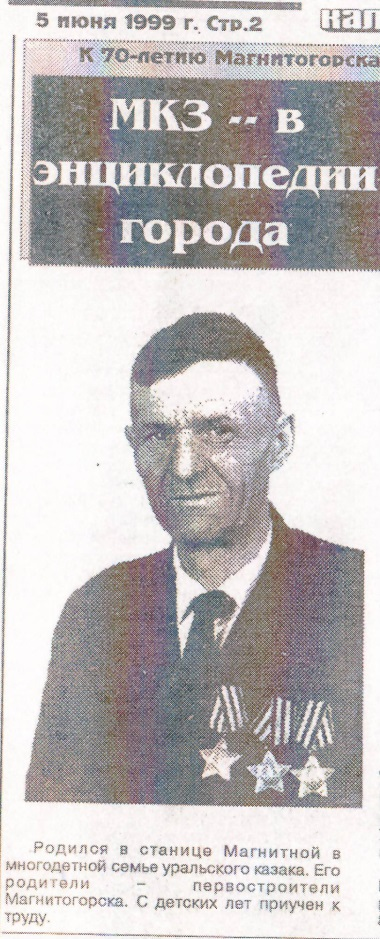 5 июня 1999 г. Стр.2
К 70-летию Магнитогорска
МКЗ -- в
энциклопедии
города
Родился в станице Магнитной в
многодетной семье уральского казака. Его
родители – первостроители
Магнитогорска. С детских лет приучен к
труду.